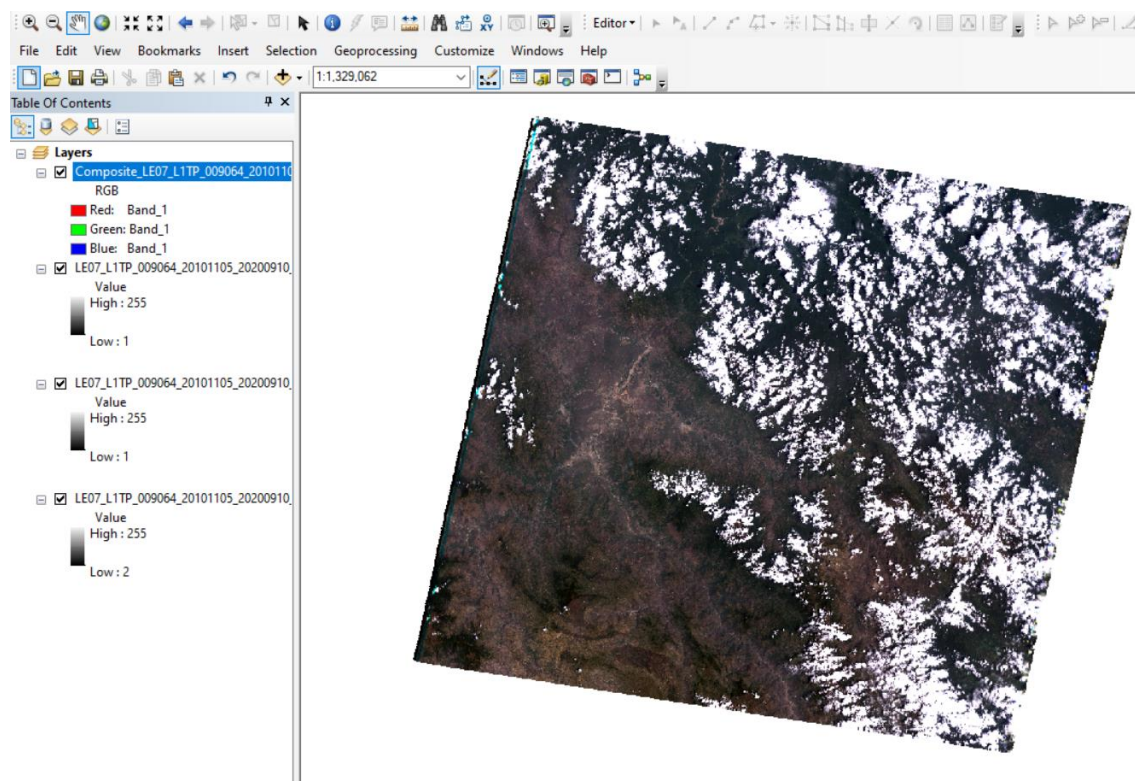 Editor
File Edit View Bookmarks Insert Selection Geoprocessing Customize Windows Help
1:1,329,062
Table Of Contents
Layers
Composite_LE07_L1TP_009064_2010110
RGB
Red: Band_1
Green: Band_1
Blue: Band_1
LE07_L1TP_009064_20101105_20200910_
Value
High : 255
Low : 1
LE07_L1TP_009064_20101105_20200910_
Value
High : 255
Low : 1
LE07_L1TP_009064_20101105_20200910_
Value
High : 255
Low : 2